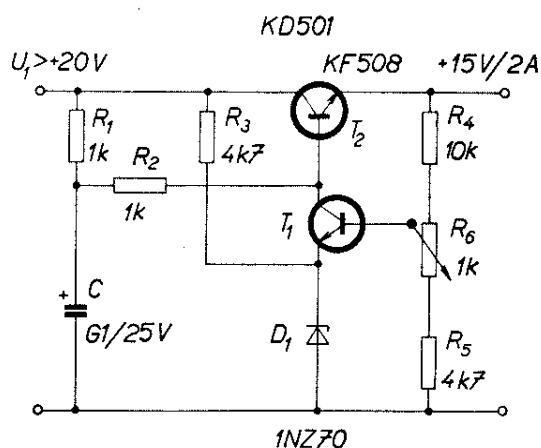 KD501
U₁>+20V
KF508
+15V/2A
R₁
1k
R₂
1k
R₃
4k7
T₂
R₄
10k
T₁
R₆
1k
+
C
G1/25V
D₁
R₅
4k7
1NZ70